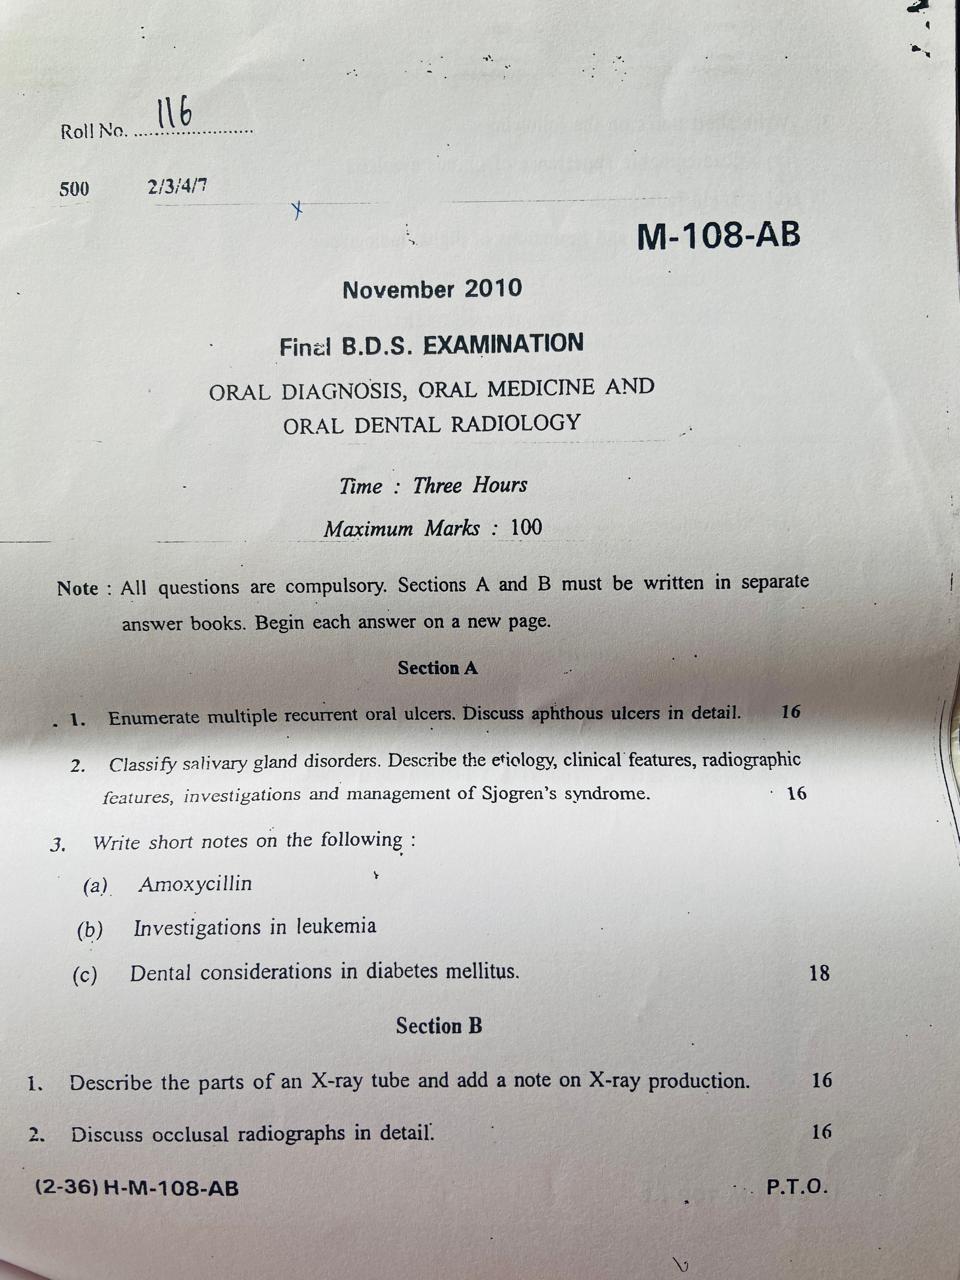 Roll No. 116
500 2/3/4/7
M-108-AB
November 2010
Final B.D.S. EXAMINATION
ORAL DIAGNOSIS, ORAL MEDICINE AND
ORAL DENTAL RADIOLOGY
Time : Three Hours
Maximum Marks : 100
Note : All questions are compulsory. Sections A and B must be written in separate
answer books. Begin each answer on a new page.
Section A
1. Enumerate multiple recurrent oral ulcers. Discuss aphthous ulcers in detail. 16
2. Classify salivary gland disorders. Describe the etiology, clinical features, radiographic
features, investigations and management of Sjogren's syndrome. 16
3. Write short notes on the following :
(a) Amoxycillin
(b) Investigations in leukemia
(c) Dental considerations in diabetes mellitus. 18
Section B
1. Describe the parts of an X-ray tube and add a note on X-ray production. 16
2. Discuss occlusal radiographs in detail. 16
(2-36) H-M-108-AB P.T.O.